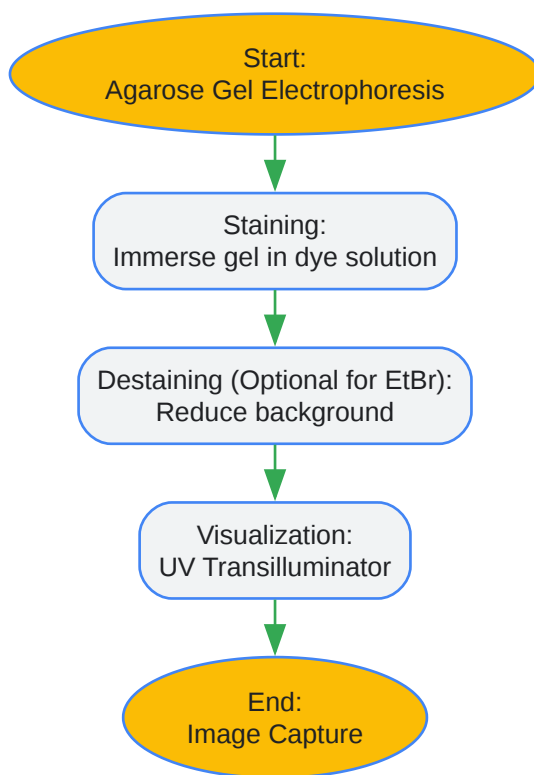 Start:
Agarose Gel Electrophoresis
Staining:
Immerse gel in dye solution
Destaining (Optional for EtBr):
Reduce background
Visualization:
UV Transilluminator
End:
Image Capture